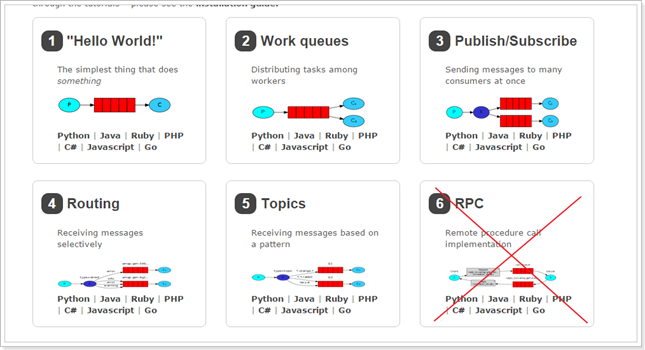 through the tutorials - please see the installation guide.
1 "Hello World!"
The simplest thing that does
something
P
C
Python | Java | Ruby | PHP
| C# | Javascript | Go
2 Work queues
Distributing tasks among
workers
P
C₁
C₂
Python | Java | Ruby | PHP
| C# | Javascript | Go
3 Publish/Subscribe
Sending messages to many
consumers at once
P
X
C₁
C₂
Python | Java | Ruby | PHP
| C# | Javascript | Go
4 Routing
Receiving messages
selectively
P
Python | Java | Ruby | PHP
| C# | Javascript | Go
5 Topics
Receiving messages based on
a pattern
P
Python | Java | Ruby | PHP
| C# | Javascript | Go
6 RPC
Remote procedure call
implementation
Python | Java | Ruby | PHP
| C# | Javascript | Go